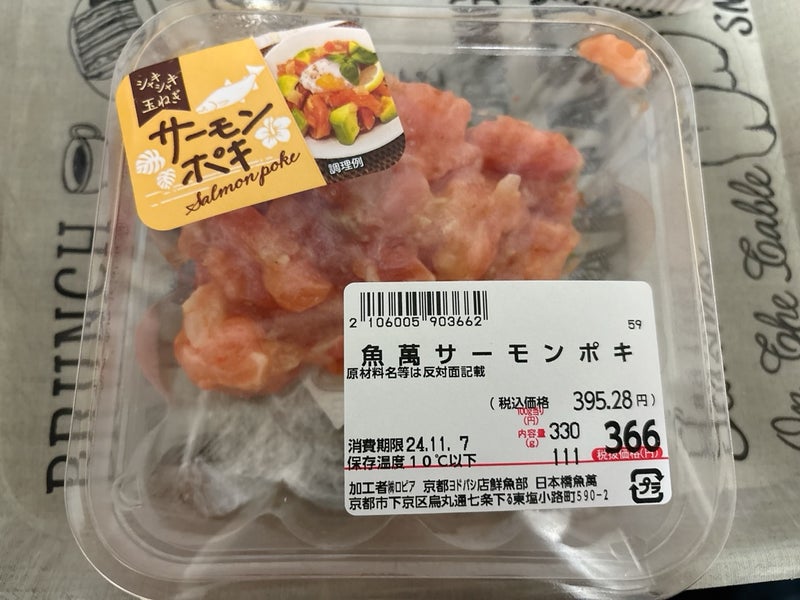 シャキ
シャキ
玉ねぎ
サーモン
ポキ
Salmon poke
調理例
BRUNCH
On The Table
2 106005 903662
59
魚萬サーモンポキ
原材料名等は反対面記載
(税込価格 395.28円)
100g当り
(円)
330
366
内容量
(g)
111
税抜価格(円)
消費期限24.11.7
保存温度10℃以下
加工者㈱ロピア 京都ヨドバシ店鮮魚部 日本橋魚萬
京都市下京区烏丸通七条下る東塩小路町590-2
プラ